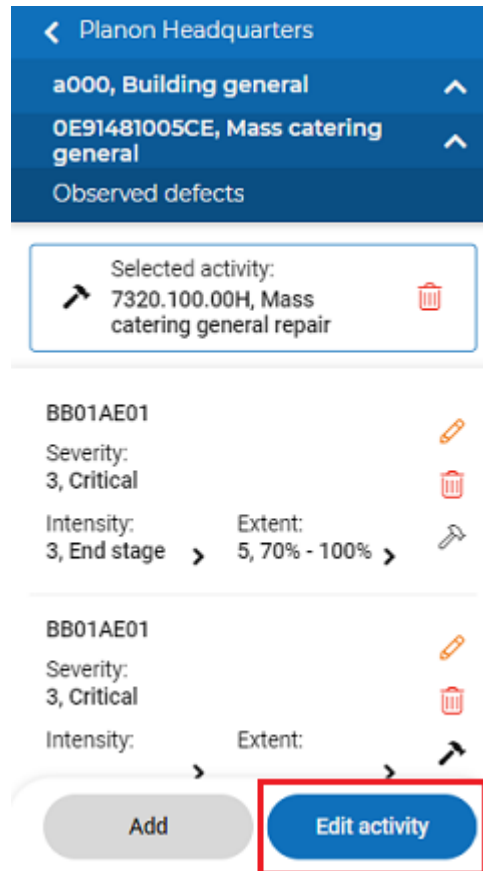 Planon Headquarters
a000, Building general
0E91481005CE, Mass catering
general
Observed defects
Selected activity:
7320.100.00H, Mass
catering general repair
BB01AE01
Severity:
3, Critical
Intensity: Extent:
3, End stage 5, 70% - 100%
BB01AE01
Severity:
3, Critical
Intensity: Extent:
Add Edit activity